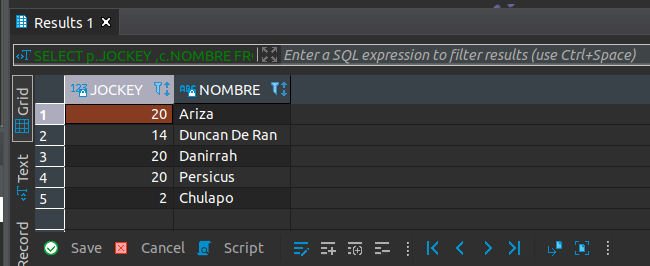 Results 1
SELECT p.JOCKEY ,c.NOMBRE FR
Enter a SQL expression to filter results (use Ctrl+Space)
Grid
Text
Record
123 JOCKEY ABC NOMBRE
1 20 Ariza
2 14 Duncan De Ran
3 20 Danirrah
4 20 Persicus
5 2 Chulapo
Save Cancel Script